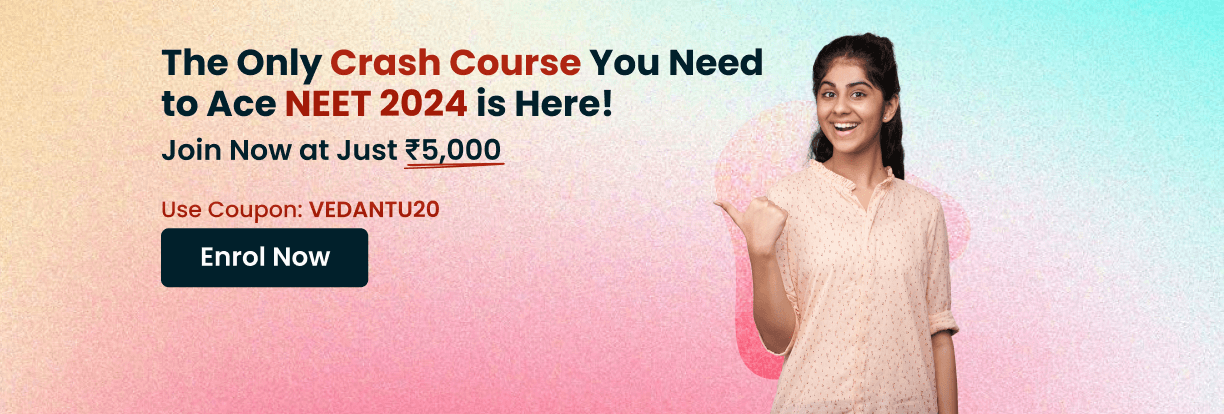 The Only Crash Course You Need
to Ace NEET 2024 is Here!
Join Now at Just ₹5,000
Use Coupon: VEDANTU20
Enrol Now